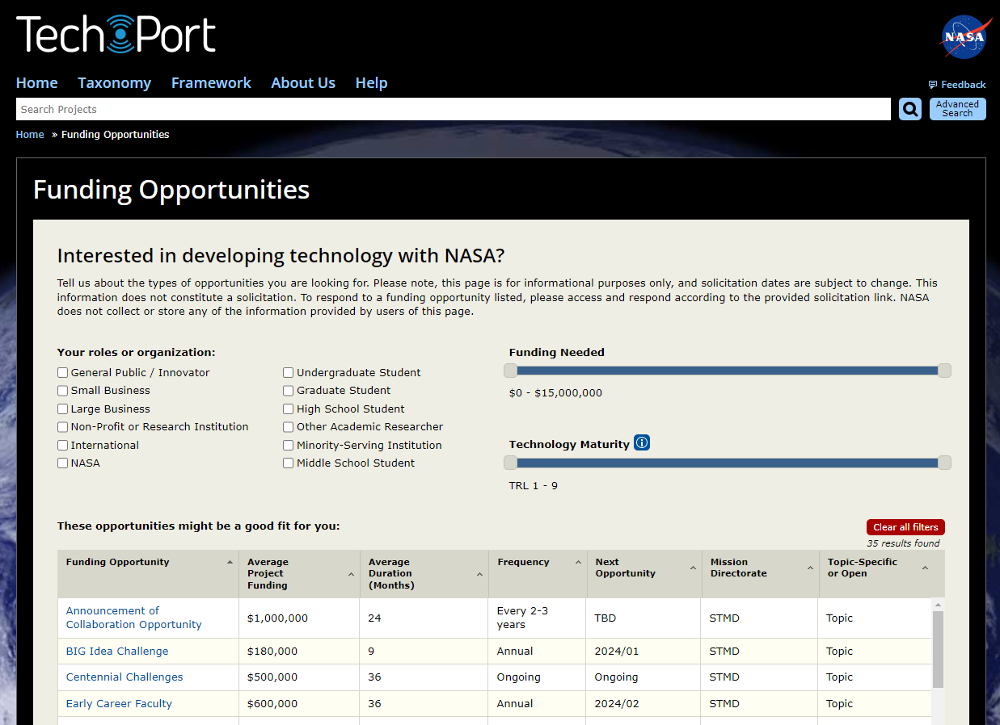 Tech Port
NASA
Home Taxonomy Framework About Us Help
Feedback
Search Projects
Advanced
Search
Home » Funding Opportunities
Funding Opportunities
Interested in developing technology with NASA?
Tell us about the types of opportunities you are looking for. Please note, this page is for informational purposes only, and solicitation dates are subject to change. This
information does not constitute a solicitation. To respond to a funding opportunity listed, please access and respond according to the provided solicitation link. NASA
does not collect or store any of the information provided by users of this page.
Your roles or organization:
General Public / Innovator
Small Business
Large Business
Non-Profit or Research Institution
International
NASA
Undergraduate Student
Graduate Student
High School Student
Other Academic Researcher
Minority-Serving Institution
Middle School Student
Funding Needed
$0 - $15,000,000
Technology Maturity
TRL 1 - 9
These opportunities might be a good fit for you:
Clear all filters
35 results found
Funding Opportunity
Average
Project
Funding
Average
Duration
(Months)
Frequency
Next
Opportunity
Mission
Directorate
Topic-Specific
or Open
Announcement of
Collaboration Opportunity
$1,000,000
24
Every 2-3
years
TBD
STMD
Topic
BIG Idea Challenge
$180,000
9
Annual
2024/01
STMD
Topic
Centennial Challenges
$500,000
36
Ongoing
Ongoing
STMD
Topic
Early Career Faculty
$600,000
36
Annual
2024/02
STMD
Topic